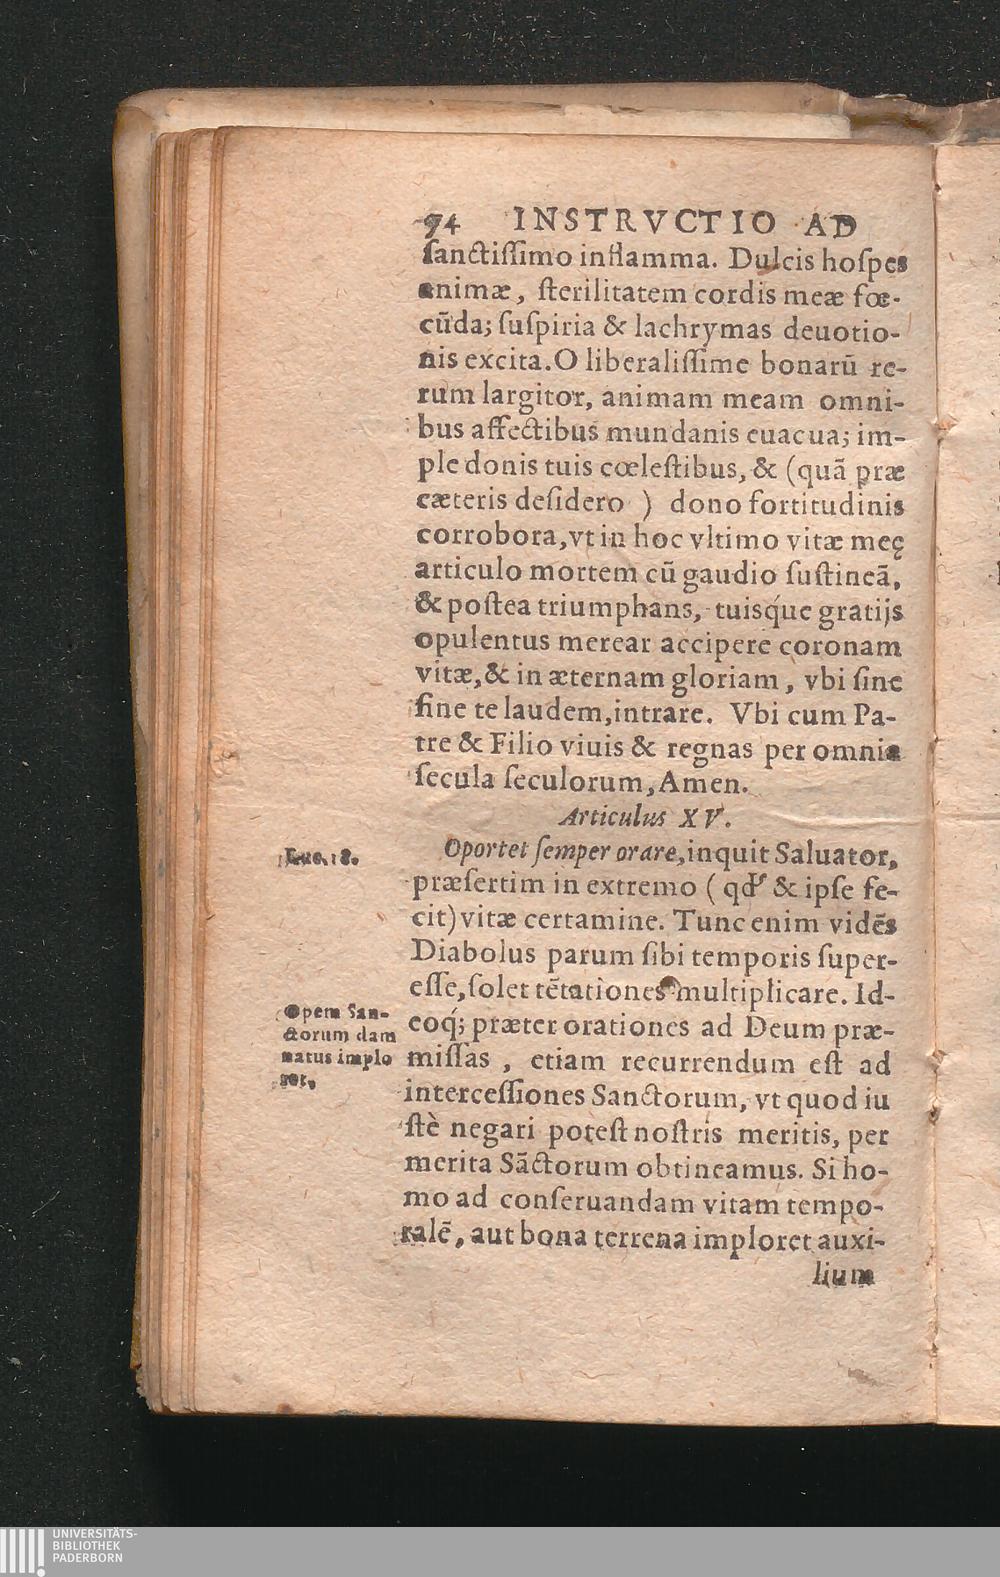 94 INSTRVCTIO AD
ſanctiſſimo inflamma. Dulcis hoſpes
animæ, ſterilitatem cordis meæ fœ-
cũda; ſuſpiria & lachrymas deuotio-
nis excita. O liberaliſſime bonarũ re-
rum largitor, animam meam omni-
bus affectibus mundanis euacua; im-
ple donis tuis cœleſtibus, & (quã præ
cæteris deſidero ) dono fortitudinis
corrobora, vt in hoc vltimo vitæ meę
articulo mortem cũ gaudio ſuſtineã,
& poſtea triumphans, tuisq́ue gratijs
opulentus merear accipere coronam
vitæ, & in æternam gloriam, vbi ſine
fine te laudem, intrare. Vbi cum Pa-
tre & Filio viuis & regnas per omnia
ſecula ſeculorum, Amen.
Articulus XV.
Luc. 18.
Oportet ſemper orare, inquit Saluator,
præſertim in extremo ( qđ & ipſe fe-
cit) vitæ certamine. Tunc enim vidẽs
Diabolus parum ſibi temporis ſuper-
eſſe, ſolet tẽtationes multiplicare. Id-
Opem San-
ctorum dam
natus implo
ret.
eoq́; præter orationes ad Deum præ-
miſſas, etiam recurrendum eſt ad
interceſſiones Sanctorum, vt quod iu
ſtè negari poteſt noſtris meritis, per
merita Sãctorum obtineamus. Si ho-
mo ad conſeruandam vitam tempo-
ralẽ, aut bona terrena imploret auxi-
lium
UNIVERSITÄTS-
BIBLIOTHEK
PADERBORN